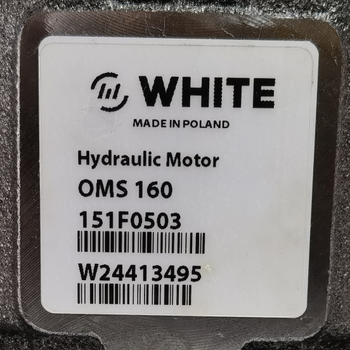 WHITE
MADE IN POLAND
Hydraulic Motor
OMS 160
151F0503
W24413495